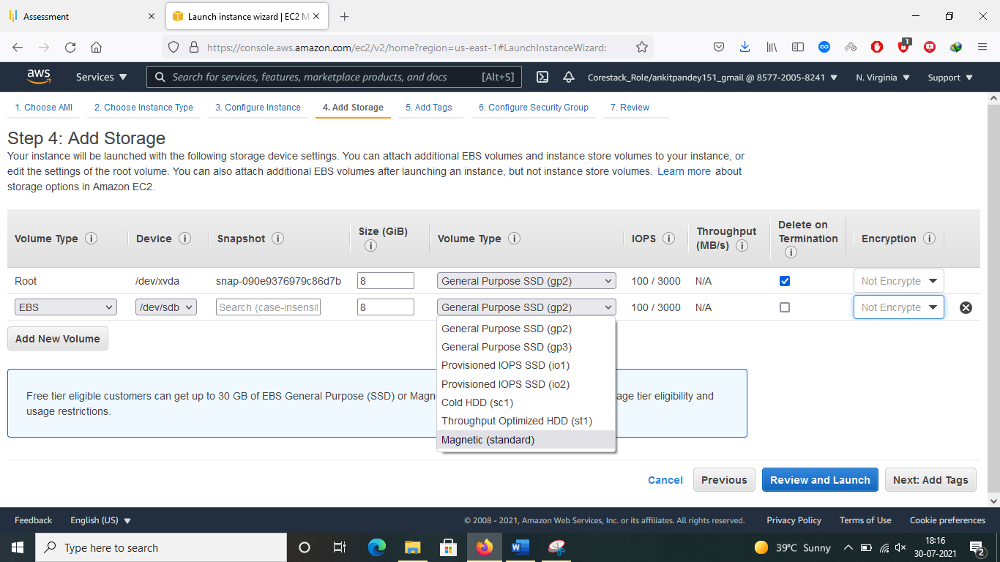 Assessment
Launch instance wizard | EC2 M
https://console.aws.amazon.com/ec2/v2/home?region=us-east-1#LaunchInstanceWizard:
1
aws
Services
Search for services, features, marketplace products, and docs
[Alt+S]
Corestack_Role/ankitpandey151_gmail @ 8577-2005-8241
N. Virginia
Support
1. Choose AMI
2. Choose Instance Type
3. Configure Instance
4. Add Storage
5. Add Tags
6. Configure Security Group
7. Review
Step 4: Add Storage
Your instance will be launched with the following storage device settings. You can attach additional EBS volumes and instance store volumes to your instance, or
edit the settings of the root volume. You can also attach additional EBS volumes after launching an instance, but not instance store volumes. Learn more about
storage options in Amazon EC2.
Volume Type
Device
Snapshot
Size (GiB)
Volume Type
IOPS
Throughput
(MB/s)
Delete on
Termination
Encryption
Root
/dev/xvda
snap-090e9376979c86d7b
8
General Purpose SSD (gp2)
100 / 3000
N/A
Not Encrypte
EBS
/dev/sdb
Search (case-insensit
8
General Purpose SSD (gp2)
100 / 3000
N/A
Not Encrypte
General Purpose SSD (gp2)
General Purpose SSD (gp3)
Provisioned IOPS SSD (io1)
Provisioned IOPS SSD (io2)
Cold HDD (sc1)
Throughput Optimized HDD (st1)
Magnetic (standard)
Add New Volume
Free tier eligible customers can get up to 30 GB of EBS General Purpose (SSD) or Magn
age tier eligibility and
usage restrictions.
Cancel
Previous
Review and Launch
Next: Add Tags
Feedback
English (US)
© 2008 - 2021, Amazon Web Services, Inc. or its affiliates. All rights reserved.
Privacy Policy
Terms of Use
Cookie preferences
Type here to search
39°C Sunny
18:16
30-07-2021
2